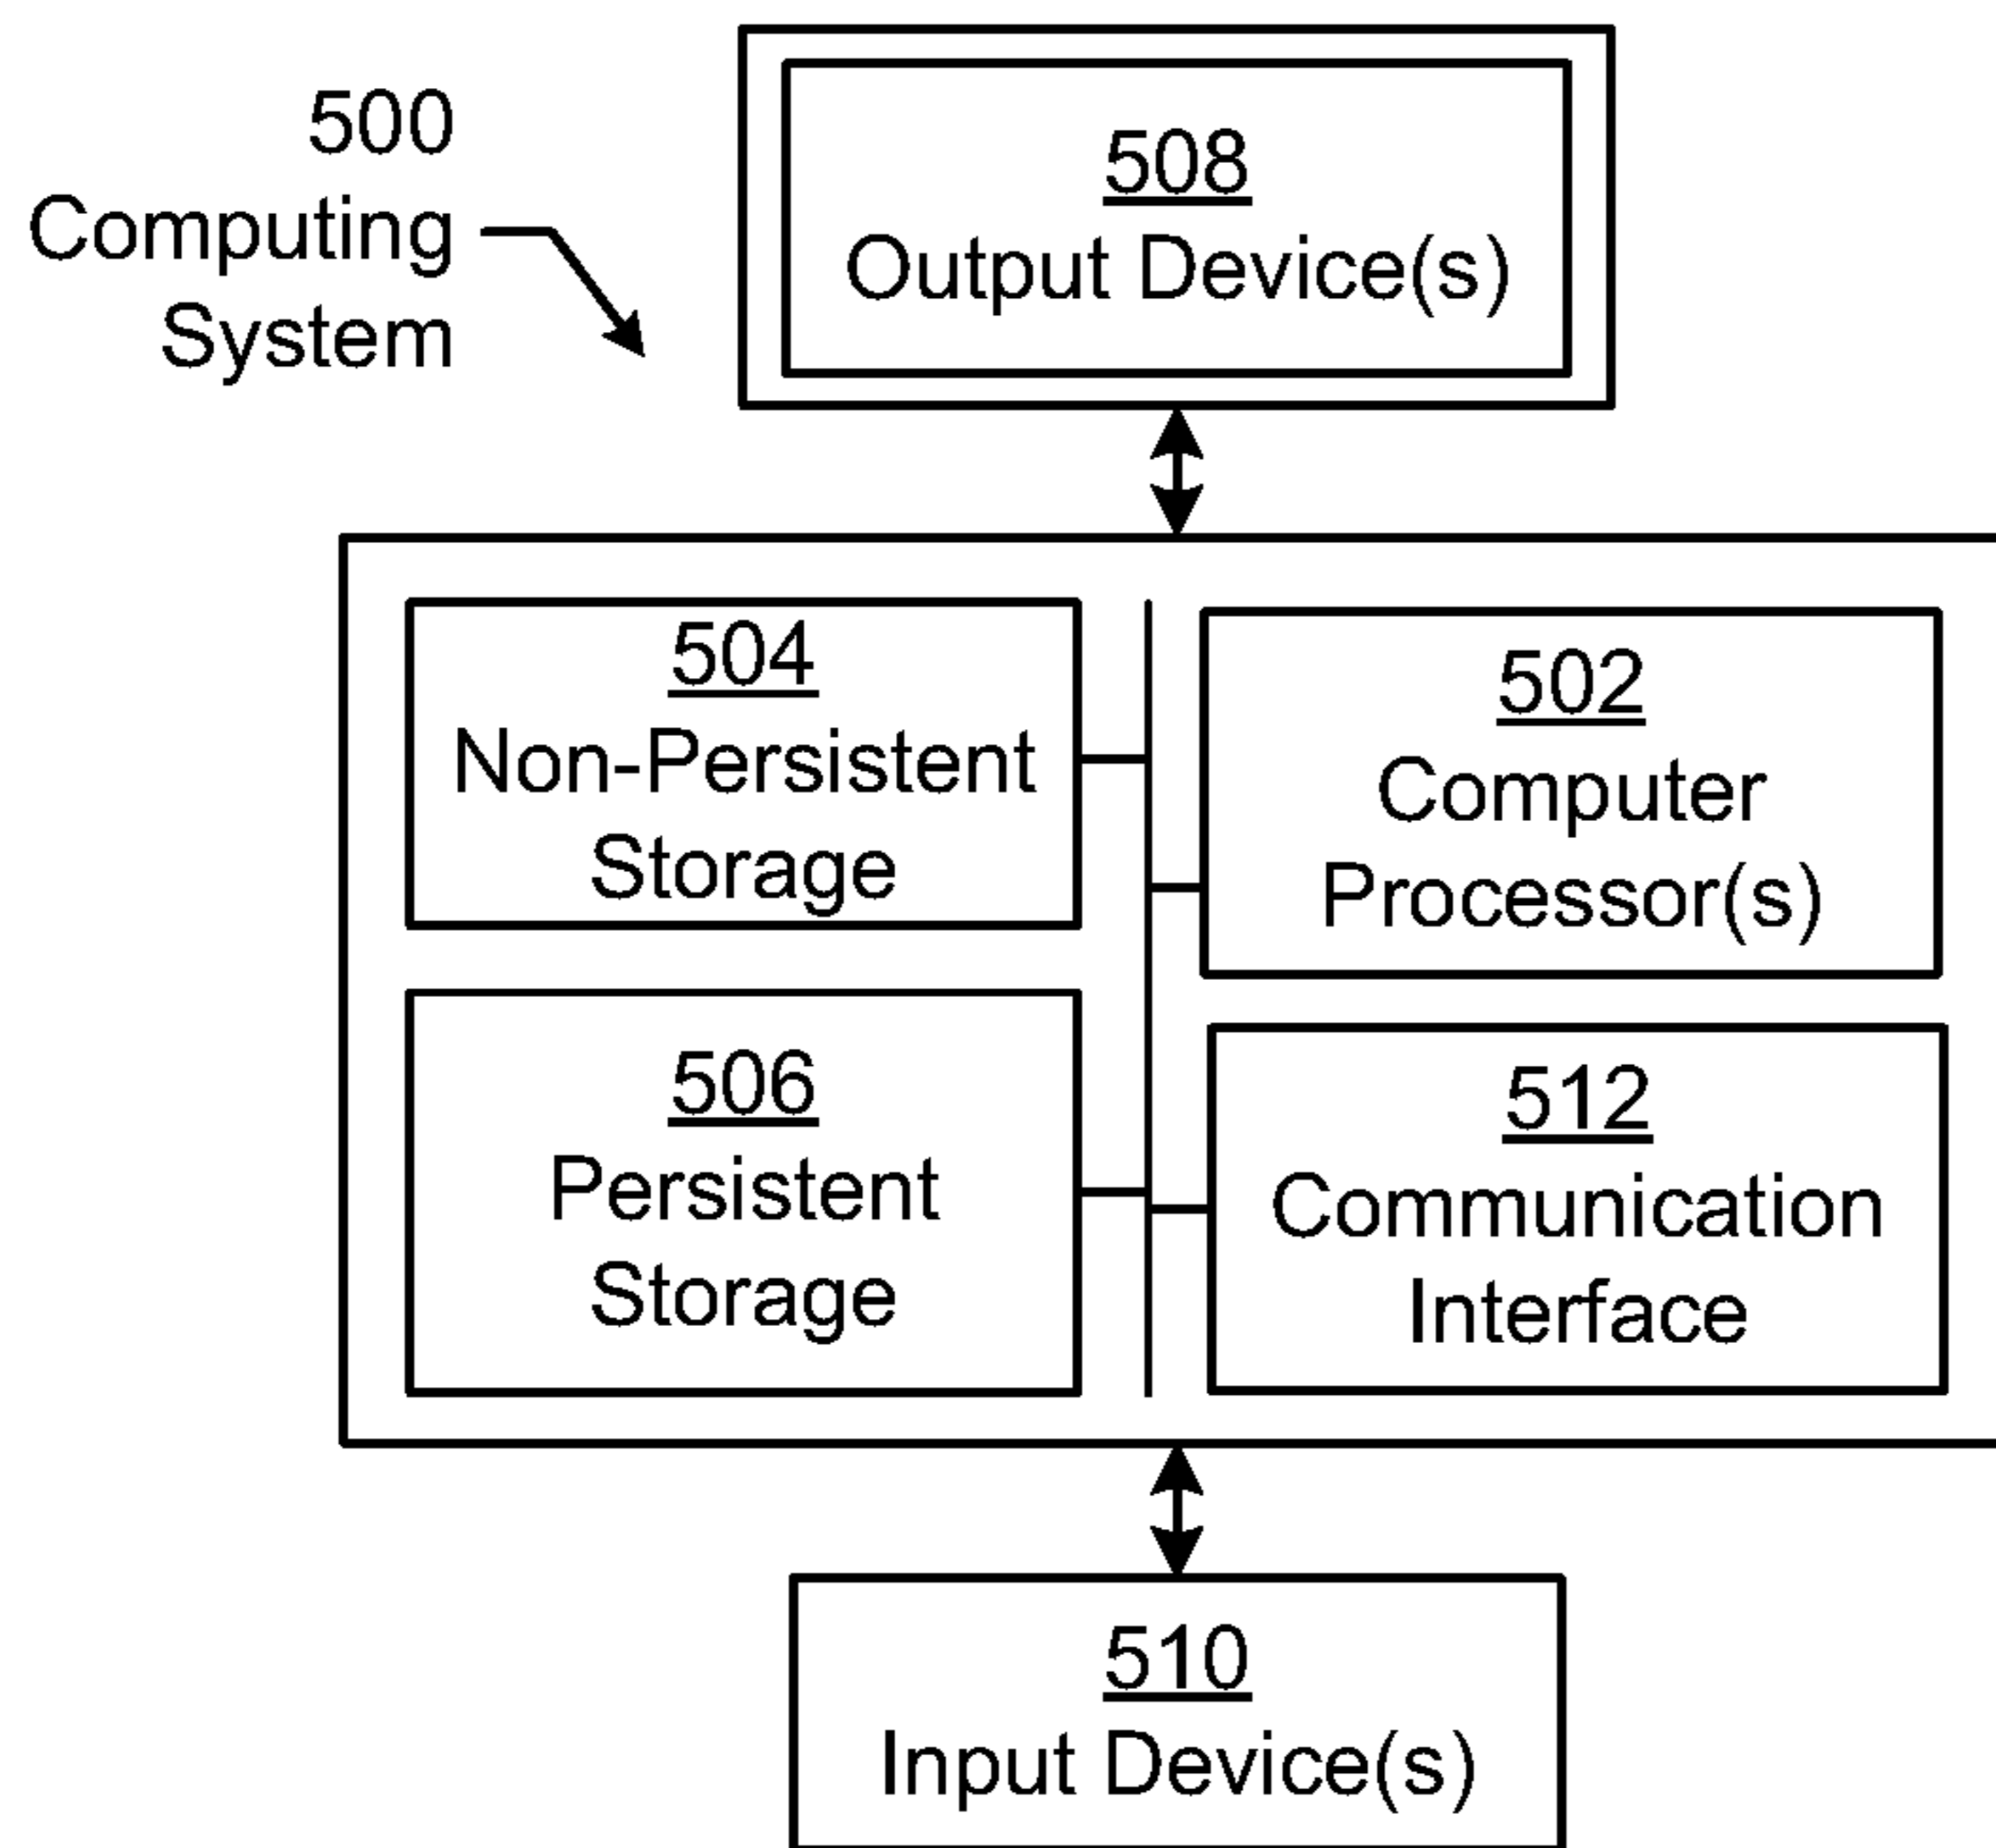 500
Computing
System
508
Output Device(s)
504
Non-Persistent
Storage
502
Computer
Processor(s)
506
Persistent
Storage
512
Communication
Interface
510
Input Device(s)